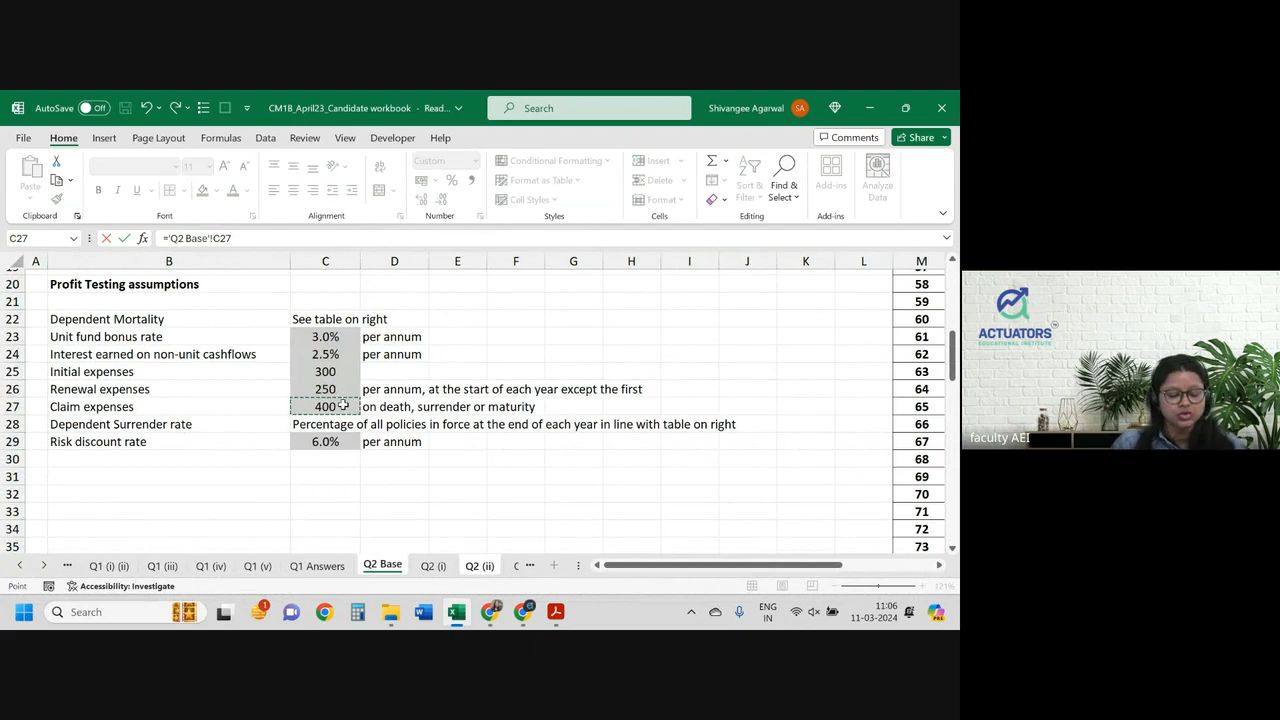 AutoSave Off CM1B_April23_Candidate workbook - Read... Search Shivangee Agarwal SA
File Home Insert Page Layout Formulas Data Review View Developer Help Comments Share
Paste 11 A A Custom Conditional Formatting Insert Sort & Filter Find & Select Add-ins Analyze Data
B I U A % Format as Table Delete
Cell Styles Format
Clipboard Font Alignment Number Styles Cells Editing Add-ins
C27 fx ='Q2 Base'!C27
A B C D E F G H I J K L M
20 Profit Testing assumptions 58
21 59
22 Dependent Mortality See table on right 60
23 Unit fund bonus rate 3.0% per annum 61
24 Interest earned on non-unit cashflows 2.5% per annum 62
25 Initial expenses 300 63
26 Renewal expenses 250 per annum, at the start of each year except the first 64
27 Claim expenses 400 on death, surrender or maturity 65
28 Dependent Surrender rate Percentage of all policies in force at the end of each year in line with table on right 66
29 Risk discount rate 6.0% per annum 67
30 68
31 69
32 70
33 71
34 72
35 73
... Q1 (i) (ii) Q1 (iii) Q1 (iv) Q1 (v) Q1 Answers Q2 Base Q2 (i) Q2 (ii) ...
Point Accessibility: Investigate 121%
Search 1 ENG IN 11:06 11-03-2024
ACTUATORS
EDUCATIONAL INSTITUTE
faculty AEI